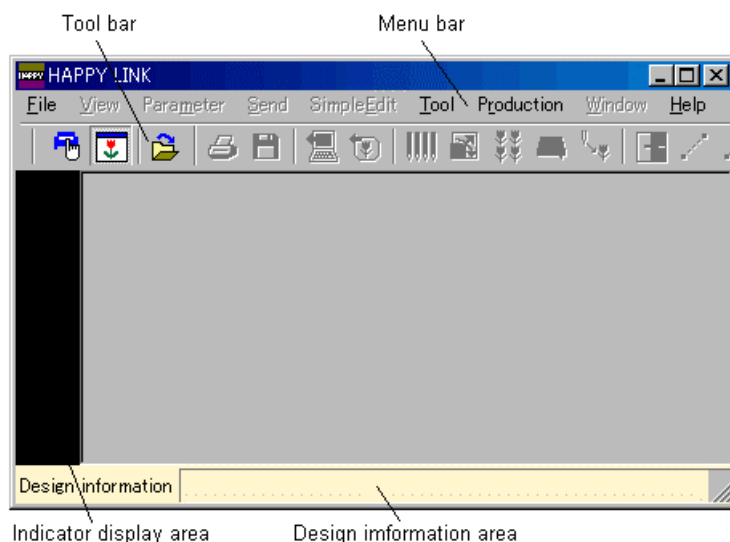 Tool bar Menu bar
HAPPY HAPPY LINK
File View Parameter Send SimpleEdit Tool Production Window Help
Design information
Indicator display area Design imformation area